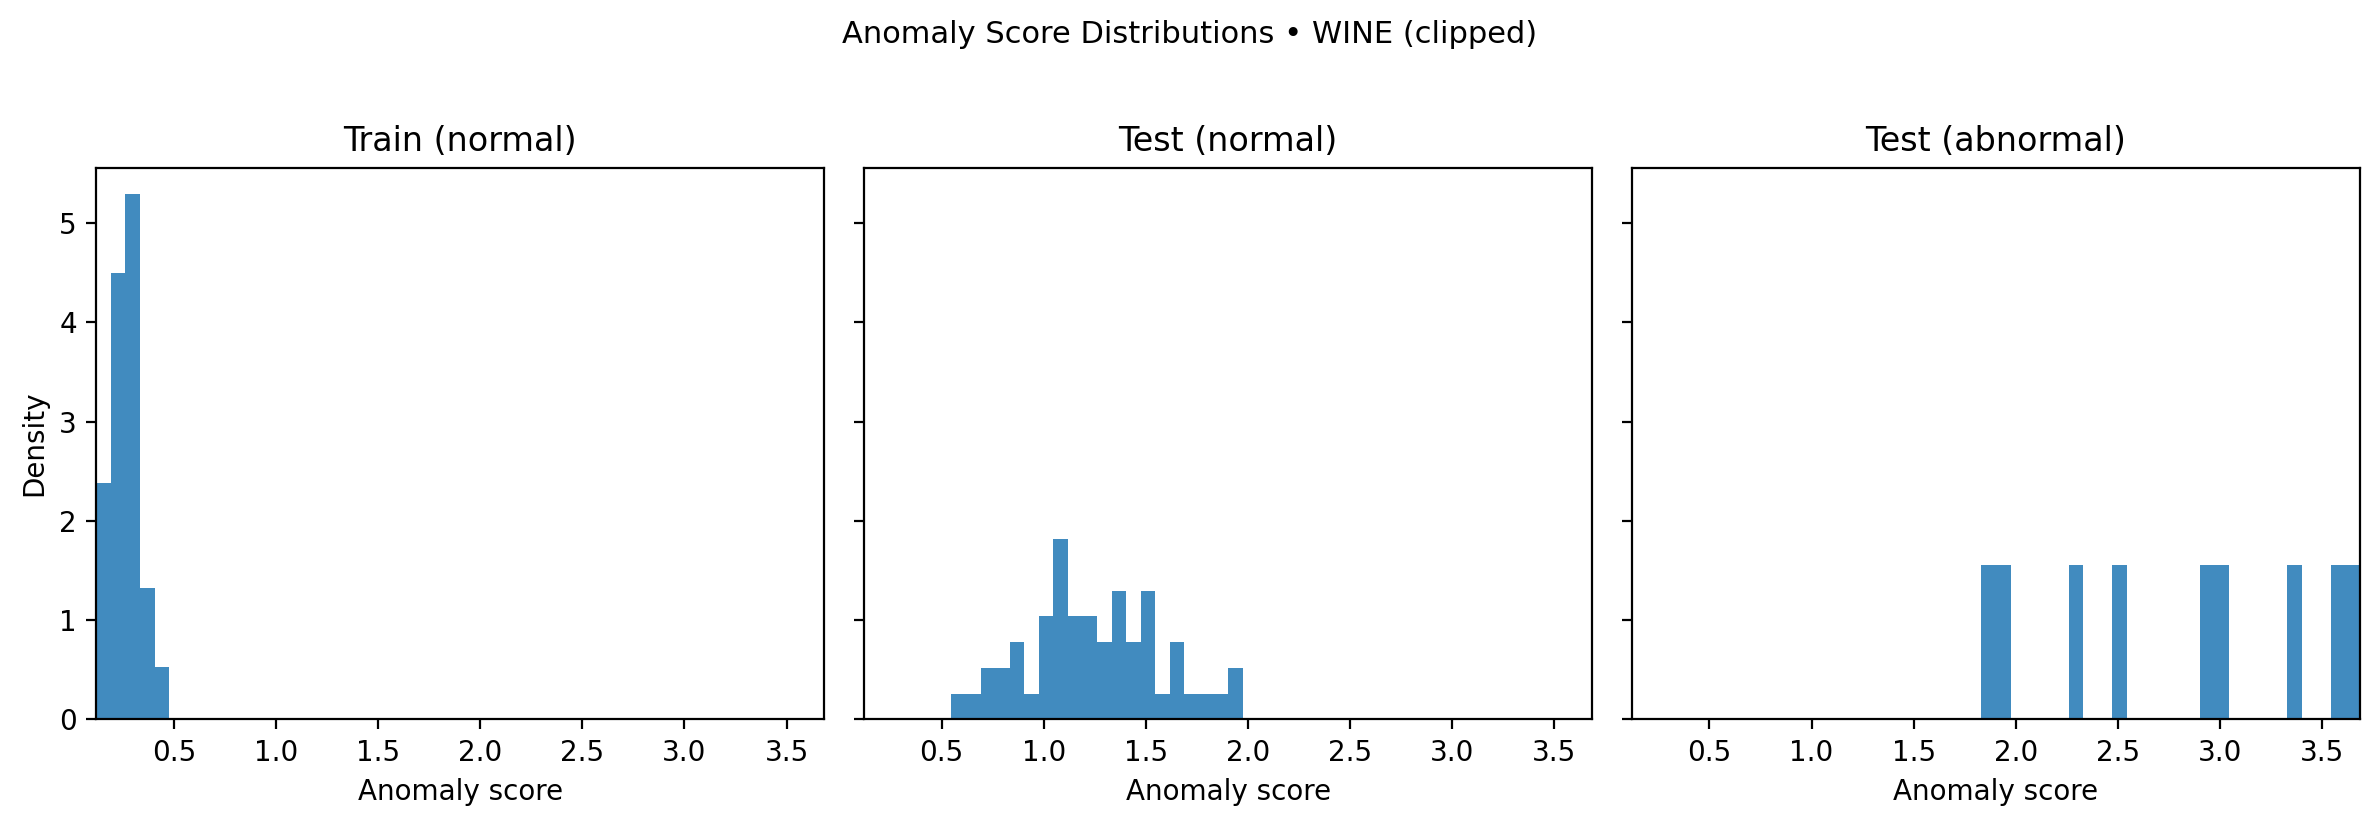 Anomaly Score Distributions • WINE (clipped)
Train (normal)
Test (normal)
Test (abnormal)
Density
5
4
3
2
1
0
0.5 1.0 1.5 2.0 2.5 3.0 3.5
0.5 1.0 1.5 2.0 2.5 3.0 3.5
0.5 1.0 1.5 2.0 2.5 3.0 3.5
Anomaly score
Anomaly score
Anomaly score